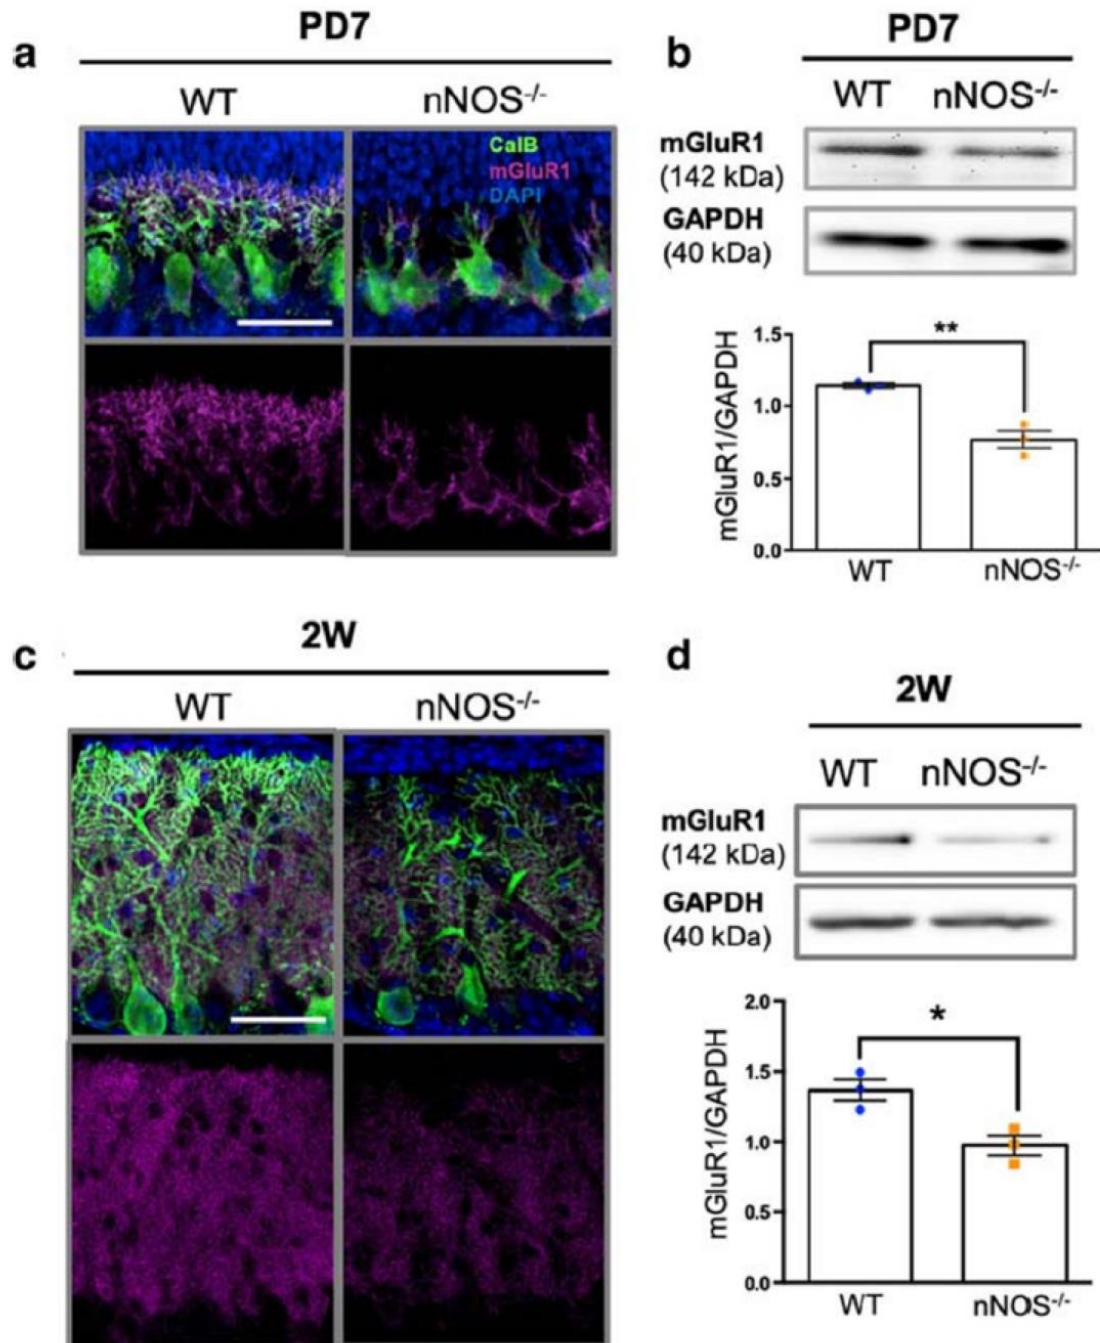 a
PD7
WT nNOS-/-
CalB
mGluR1
DAPI
b
PD7
WT nNOS-/-
mGluR1
(142 kDa)
GAPDH
(40 kDa)
mGluR1/GAPDH
1.5
1.0
0.5
0.0
**
WT nNOS-/-
c
2W
WT nNOS-/-
d
2W
WT nNOS-/-
mGluR1
(142 kDa)
GAPDH
(40 kDa)
mGluR1/GAPDH
2.0
1.5
1.0
0.5
0.0
*
WT nNOS-/-